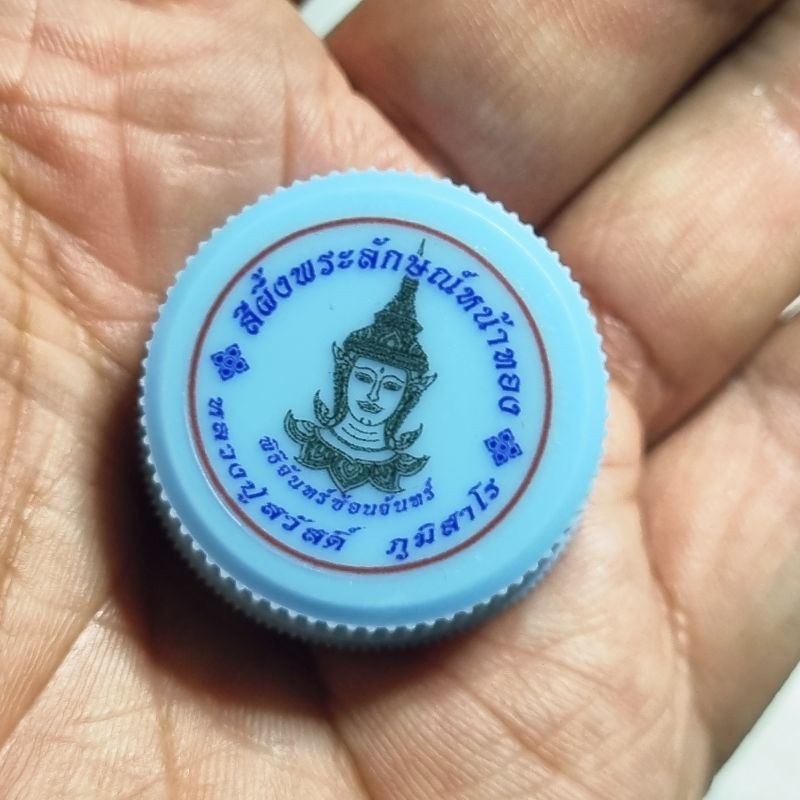 สีผึ้งพระลักษณ์หน้าทอง
พิธีจันทร์ซ้อนจันทร์
หลวงปู่สวัสดิ์ ภูมิสาโร